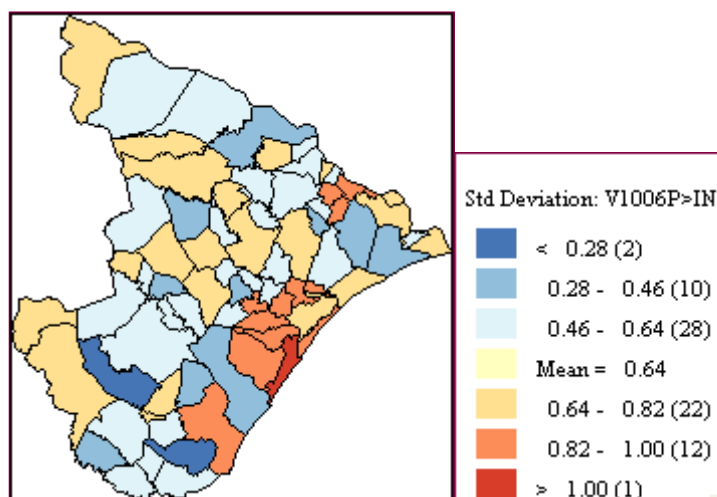 Std Deviation: V1006P>IN
< 0.28 (2)
0.28 - 0.46 (10)
0.46 - 0.64 (28)
Mean = 0.64
0.64 - 0.82 (22)
0.82 - 1.00 (12)
> 1.00 (1)